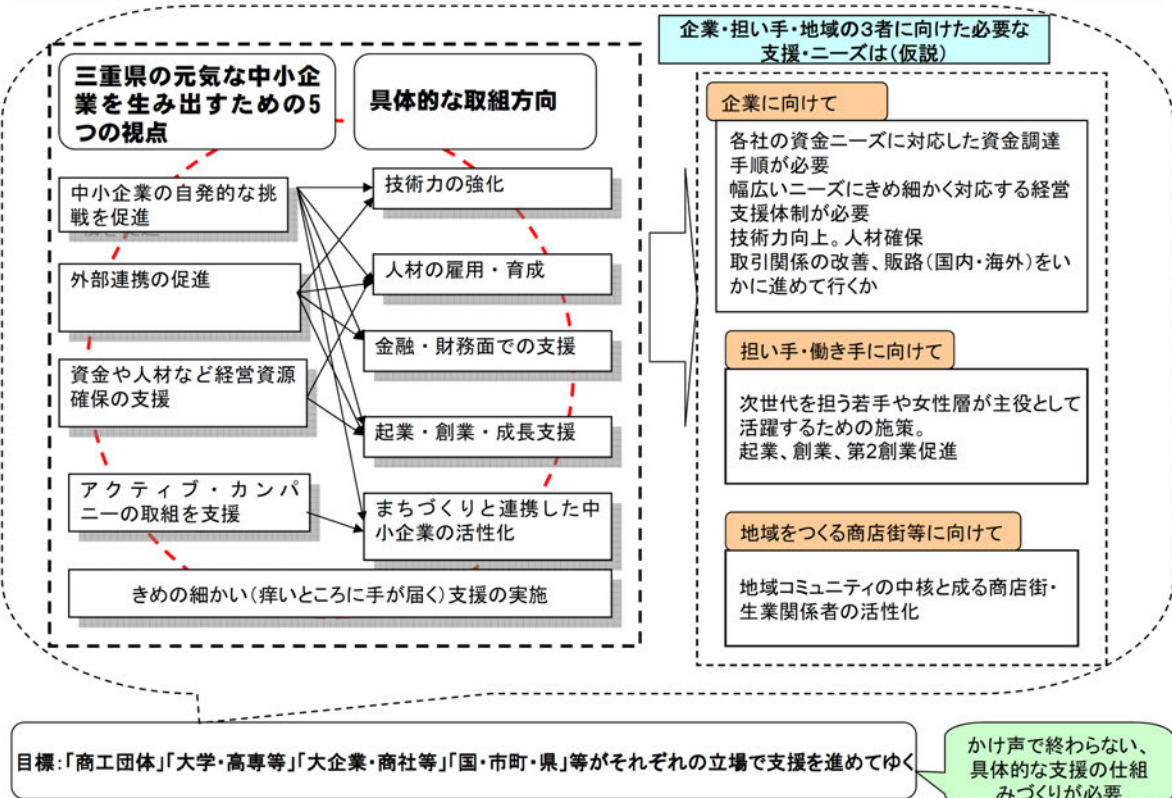 三重県の元気な中小企
業を生み出すための5
つの視点
具体的な取組方向
中小企業の自発的な挑
戦を促進
外部連携の促進
資金や人材など経営資源
確保の支援
アクティブ・カンパ
ニーの取組を支援
技術力の強化
人材の雇用・育成
金融・財務面での支援
起業・創業・成長支援
まちづくりと連携した中
小企業の活性化
きめの細かい(痒いところに手が届く)支援の実施
企業・担い手・地域の3者に向けた必要な
支援・ニーズは(仮説)
企業に向けて
各社の資金ニーズに対応した資金調達
手順が必要
幅広いニーズにきめ細かく対応する経営
支援体制が必要
技術力向上。人材確保
取引関係の改善、販路(国内・海外)をい
かに進めて行くか
担い手・働き手に向けて
次世代を担う若手や女性層が主役として
活躍するための施策。
起業、創業、第2創業促進
地域をつくる商店街等に向けて
地域コミュニティの中核と成る商店街・
生業関係者の活性化
目標:「商工団体」「大学・高専等」「大企業・商社等」「国・市町・県」等がそれぞれの立場で支援を進めてゆく
かけ声で終わらない、
具体的な支援の仕組
みづくりが必要